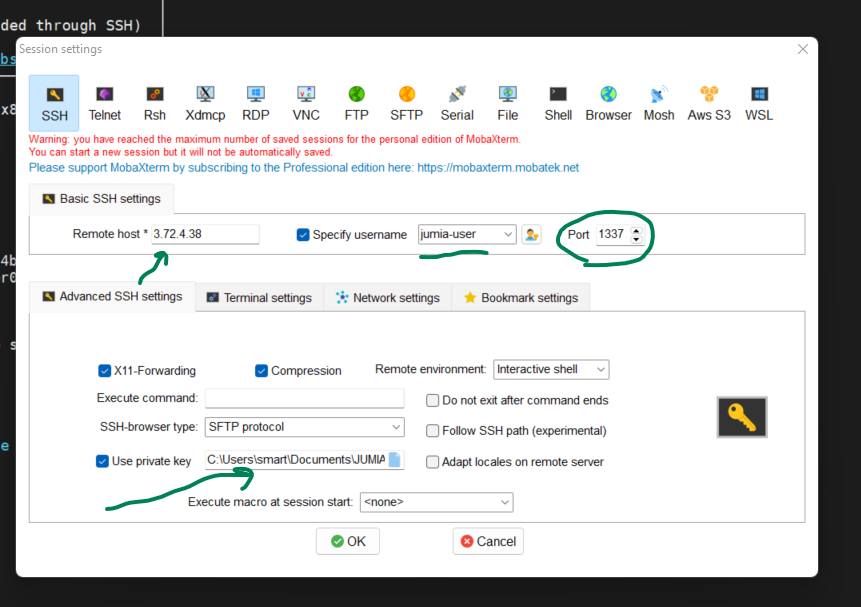 ded through SSH)
Session settings
bs
x8
SSH Telnet Rsh Xdmcp RDP VNC FTP SFTP Serial File Shell Browser Mosh Aws S3 WSL
Warning: you have reached the maximum number of saved sessions for the personal edition of MobaXterm.
You can start a new session but it will not be automatically saved.
Please support MobaXterm by subscribing to the Professional edition here: https://mobaxterm.mobatek.net
Basic SSH settings
Remote host * 3.72.4.38 Specify username jumia-user Port 1337
4b
r0
Advanced SSH settings Terminal settings Network settings Bookmark settings
s
X11-Forwarding Compression Remote environment: Interactive shell
Execute command: Do not exit after command ends
SSH-browser type: SFTP protocol Follow SSH path (experimental)
e
Use private key C:\Users\smart\Documents\JUMIA Adapt locales on remote server
Execute macro at session start: <none>
OK Cancel